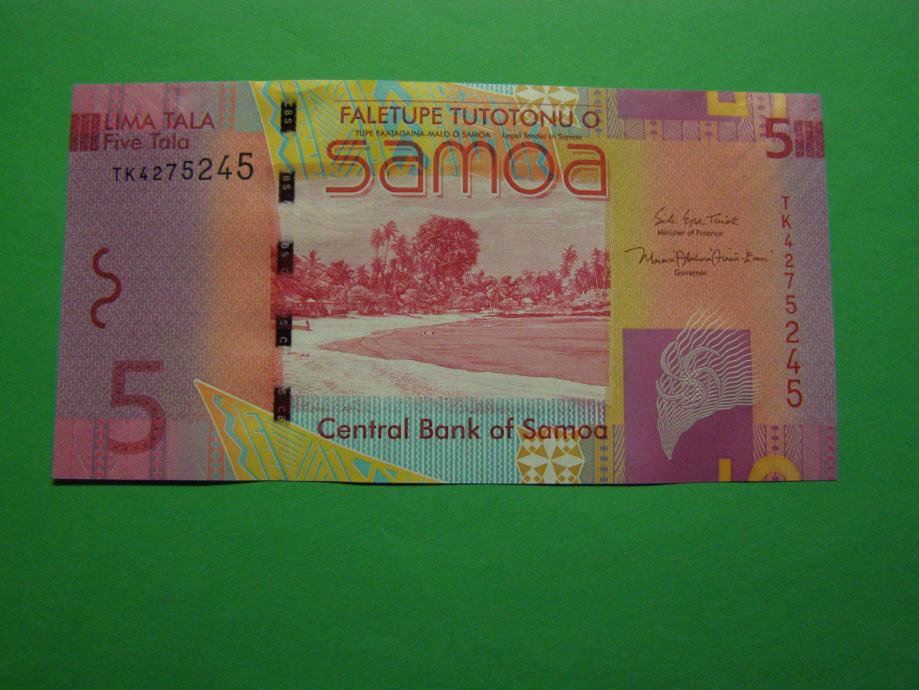 LIMA TALA
Five Tala
TK4275245
5
FALETUPE TUTOTONU O
TUPE FAATAGAINA-MALO O SAMOA Legal Tender in Samoa
samoa
Central Bank of Samoa
CBS
5
Minister of Finance
Governor
TK4275245